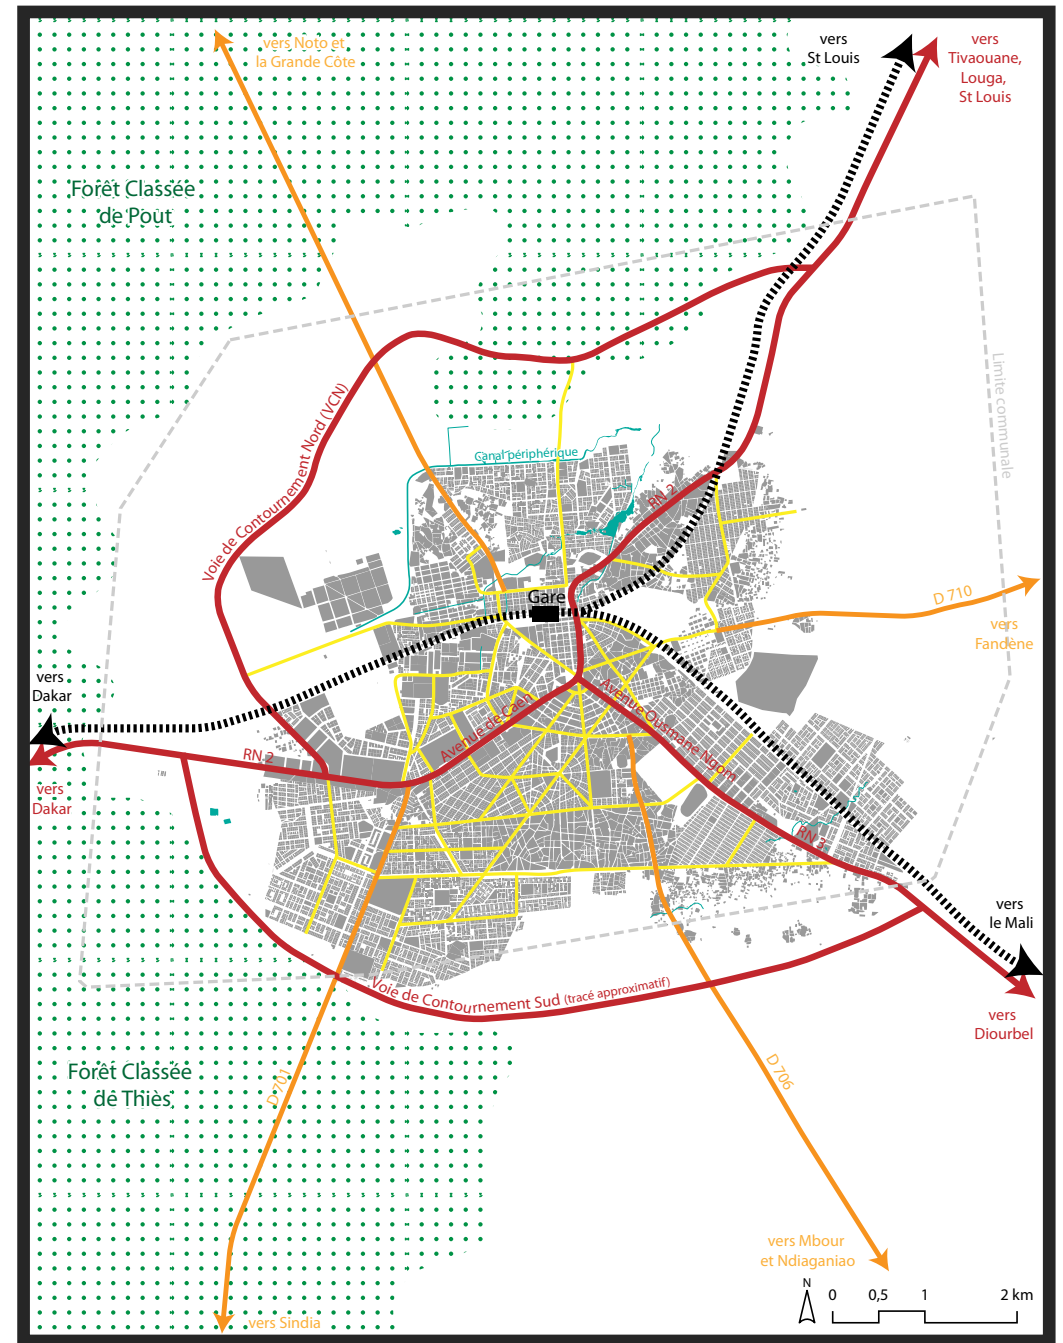 vers Noto et
la Grande Côte
vers
St Louis
vers
Tivaouane,
Louga,
St Louis
Forêt Classée
de Pout
Limite communale
Voie de Contournement Nord (VCN)
Canal périphérique
RN 2
Gare
D 710
vers
Fandène
vers
Dakar
RN 2
vers
Dakar
Avenue de Caen
Avenue Ousmane Ngom
RN 3
vers
le Mali
vers
Diourbel
Voie de Contournement Sud (tracé approximatif)
Forêt Classée
de Thiès
D 701
D 706
vers Mbour
et Ndiaganiao
vers Sindia
N
0 0,5 1 2 km